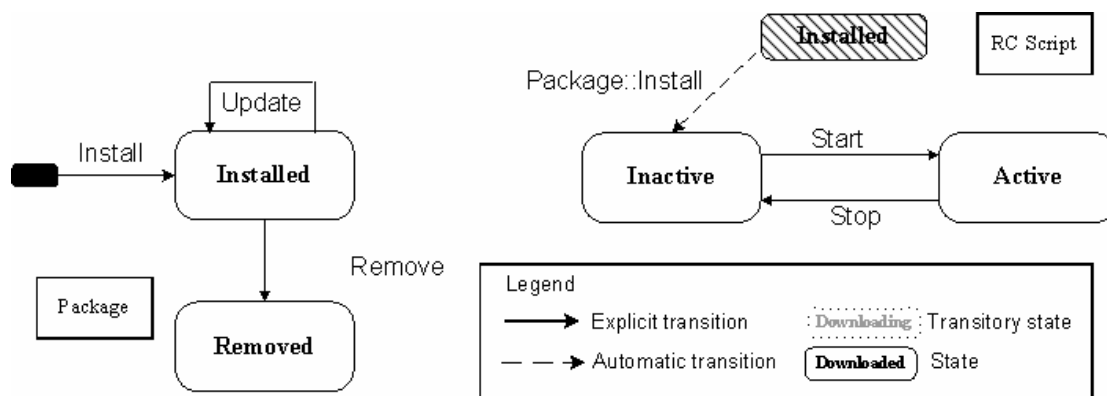 Update
Install
Installed
Remove
Package
Removed
Installed
RC Script
Package::Install
Inactive
Start
Active
Stop
Legend
Explicit transition
Downloading
Transitory state
Automatic transition
Downloaded
State